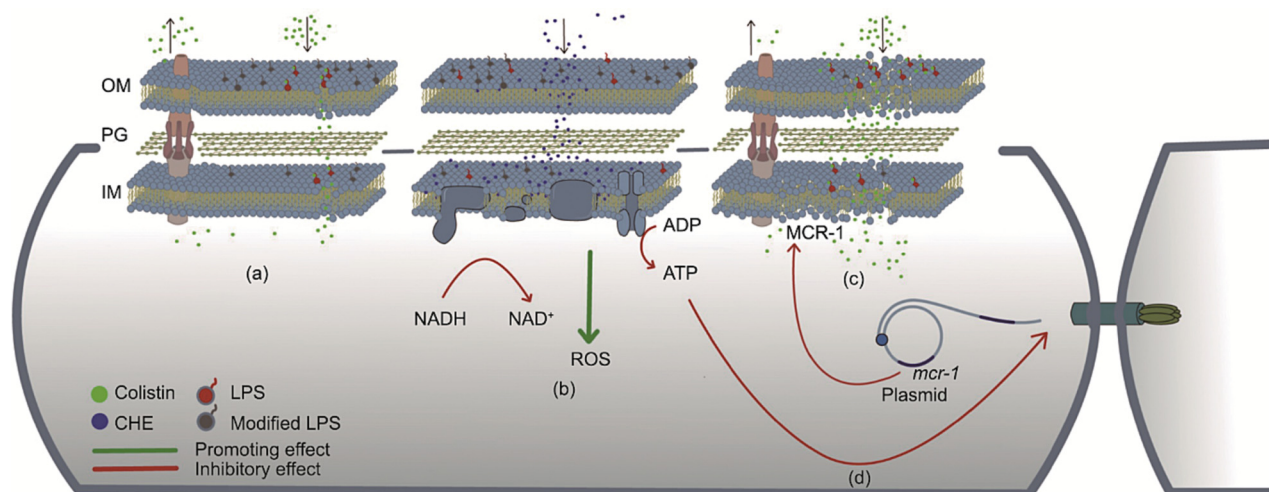 OM
PG
IM
(a)
NADH
NAD⁺
ROS
(b)
ADP
ATP
MCR-1
(c)
mcr-1
Plasmid
(d)
Colistin
LPS
CHE
Modified LPS
Promoting effect
Inhibitory effect